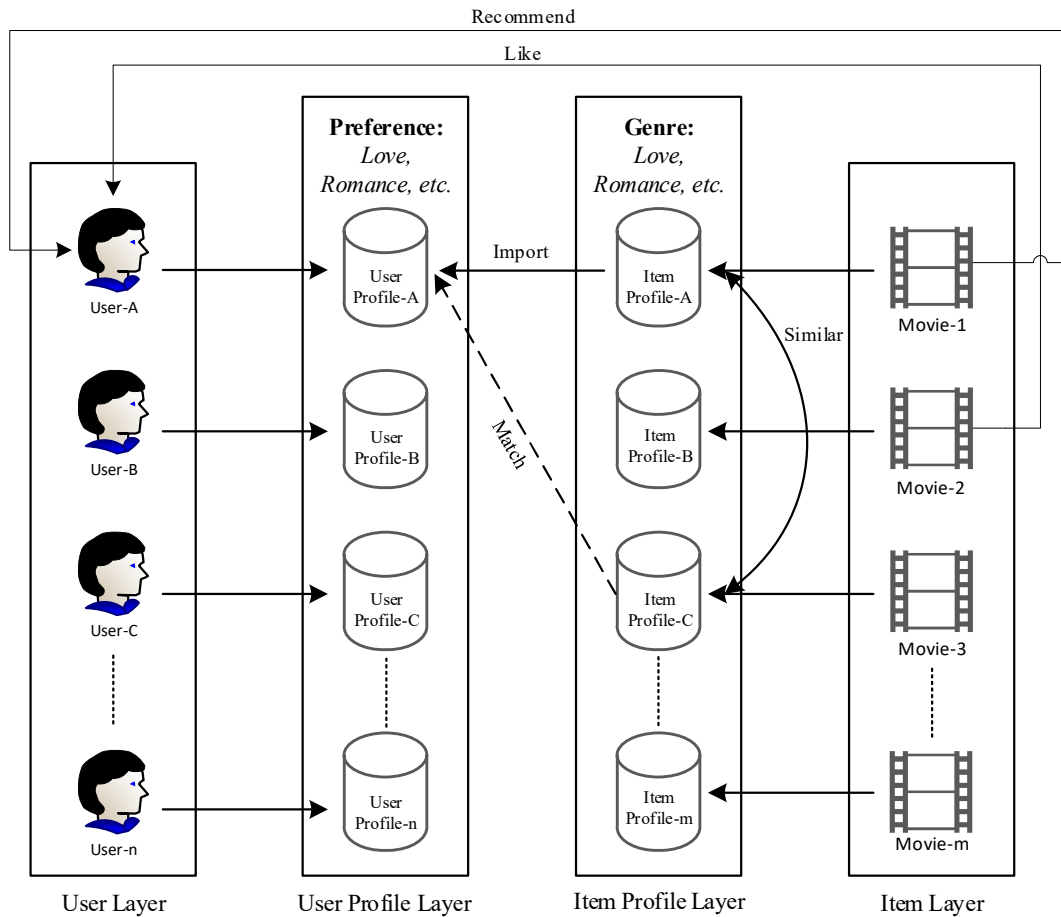 Recommend
Like
Preference:
Love,
Romance, etc.
Genre:
Love,
Romance, etc.
User-A
User
Profile-A
Import
Item
Profile-A
Similar
Movie-1
User-B
User
Profile-B
Match
Item
Profile-B
Movie-2
User-C
User
Profile-C
Item
Profile-C
Movie-3
User-n
User
Profile-n
Item
Profile-m
Movie-m
User Layer
User Profile Layer
Item Profile Layer
Item Layer